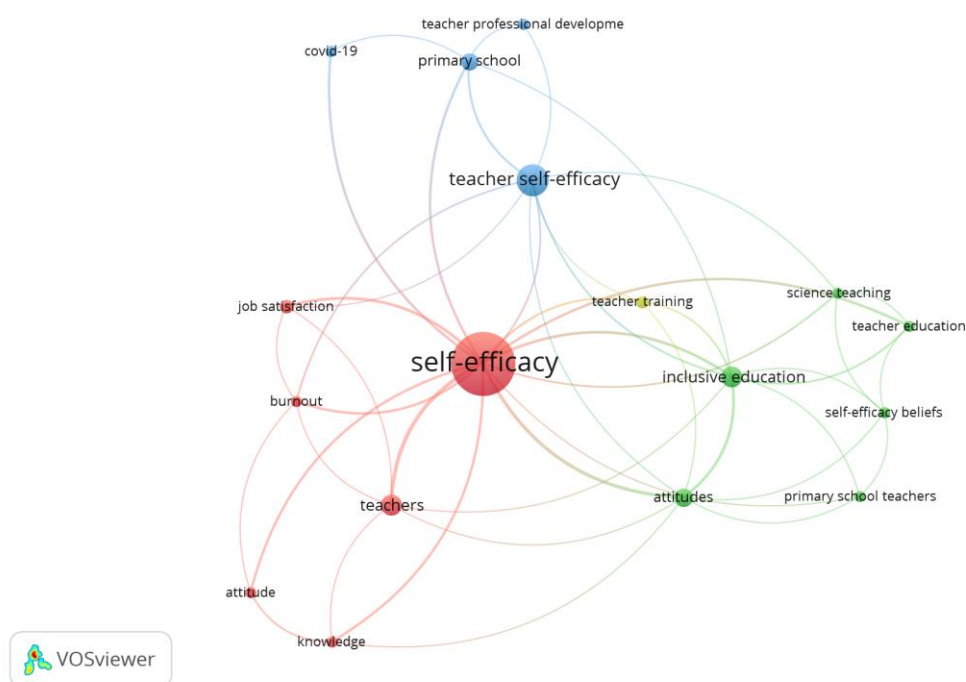 teacher professional developme
covid-19
primary school
teacher self-efficacy
science teaching
teacher training
job satisfaction
teacher education
self-efficacy
inclusive education
burnout
self-efficacy beliefs
attitudes
primary school teachers
teachers
attitude
knowledge
VOSviewer